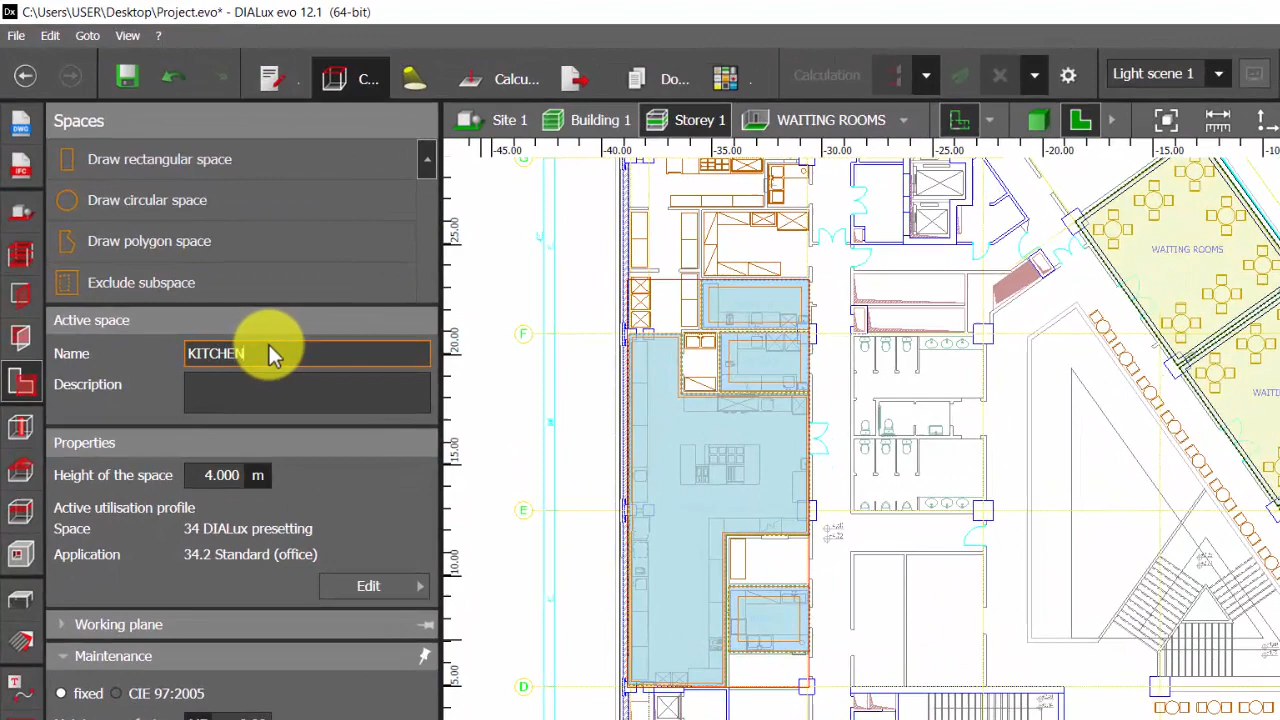 C:\Users\USER\Desktop\Project.evo* - DIALux evo 12.1 (64-bit)
File Edit Goto View ?
C... Calcu... Do... Calculation Light scene 1
Spaces
Site 1 Building 1 Storey 1 WAITING ROOMS
-45.00 -40.00 -35.00 -30.00 -25.00 -20.00 -15.00
Draw rectangular space
Draw circular space
Draw polygon space
Exclude subspace
Active space
Name KITCHEN
Description
Properties
Height of the space 4.000 m
Active utilisation profile
Space 34 DIALux presetting
Application 34.2 Standard (office)
Edit
Working plane
Maintenance
fixed CIE 97:2005
25.00
20.00
15.00
10.00
5.00
F
E
D
WAITING ROOMS
DWG
IFC